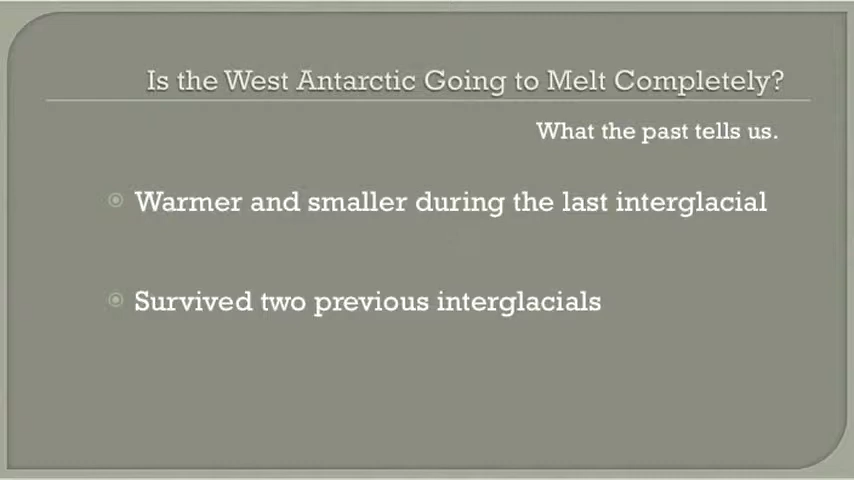 Is the West Antarctic Going to Melt Completely?
What the past tells us.
Warmer and smaller during the last interglacial
Survived two previous interglacials